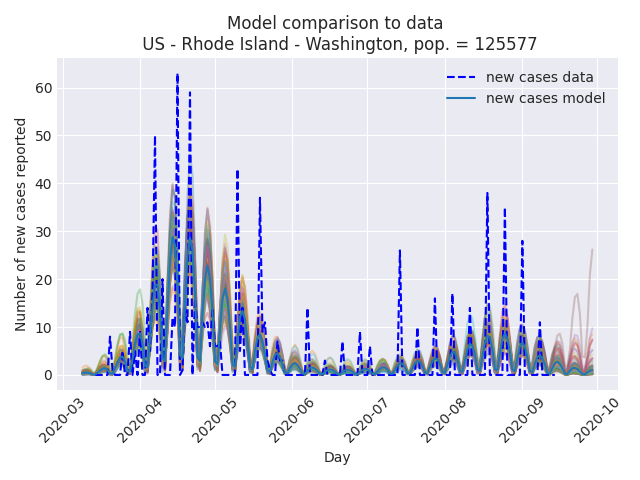 Model comparison to data
US - Rhode Island - Washington, pop. = 125577
new cases data
new cases model
Number of new cases reported
60
50
40
30
20
10
0
2020-03
2020-04
2020-05
2020-06
2020-07
2020-08
2020-09
2020-10
Day